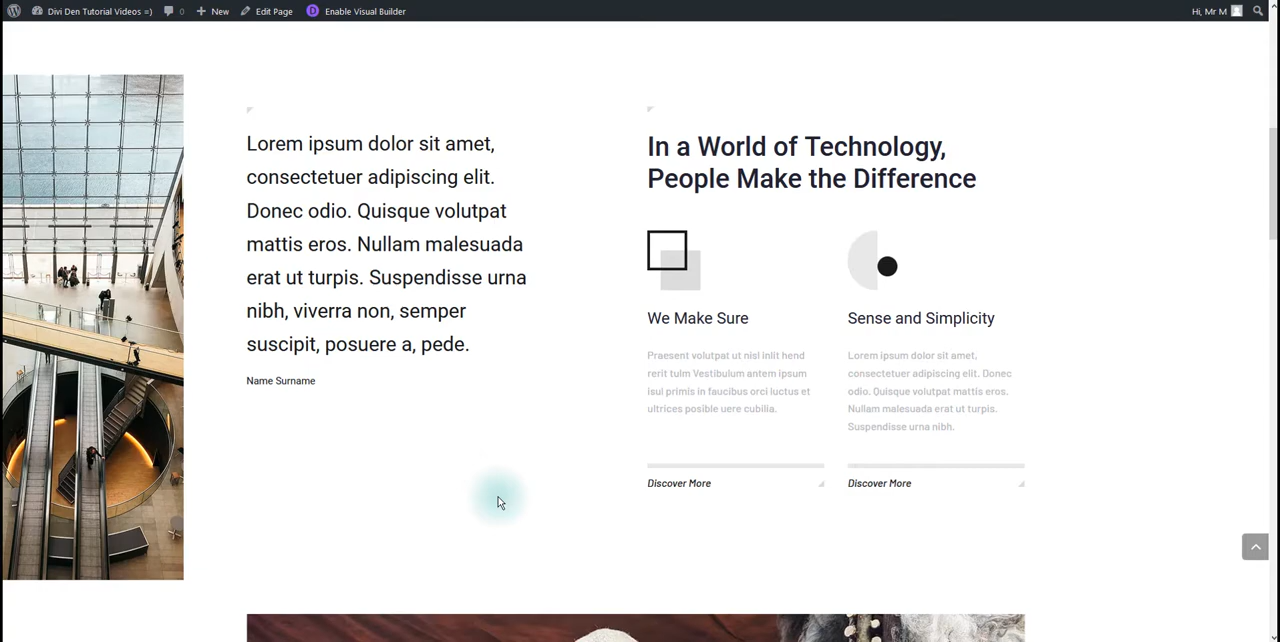 Divi Den Tutorial Videos =)
0
New
Edit Page
D
Enable Visual Builder
Hi, Mr M
Lorem ipsum dolor sit amet,
consectetuer adipiscing elit.
Donec odio. Quisque volutpat
mattis eros. Nullam malesuada
erat ut turpis. Suspendisse urna
nibh, viverra non, semper
suscipit, posuere a, pede.
Name Surname
In a World of Technology,
People Make the Difference
We Make Sure
Praesent volutpat ut nisl inlit hend
rerit tulm Vestibulum antem ipsum
isul primis in faucibus orci luctus et
ultrices posible uere cubilia.
Discover More
Sense and Simplicity
Lorem ipsum dolor sit amet,
consectetuer adipiscing elit. Donec
odio. Quisque volutpat mattis eros.
Nullam malesuada erat ut turpis.
Suspendisse urna nibh.
Discover More